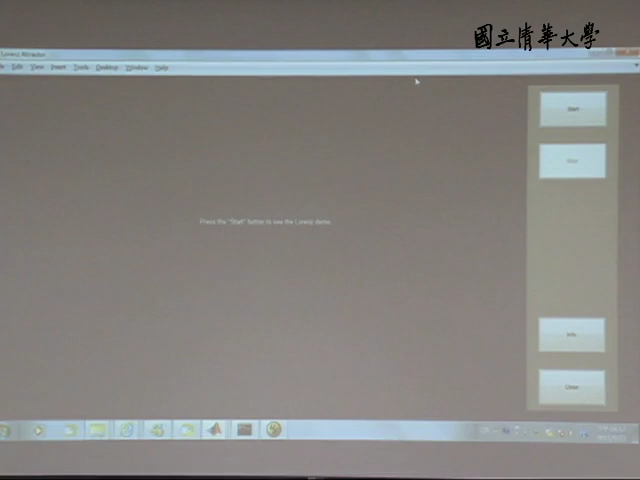 國立清華大學
Lorenz Attractor
Edit View Insert Tools Desktop Window Help
Start
Stop
Press the "Start" button to see the Lorenz demo.
Info
Close